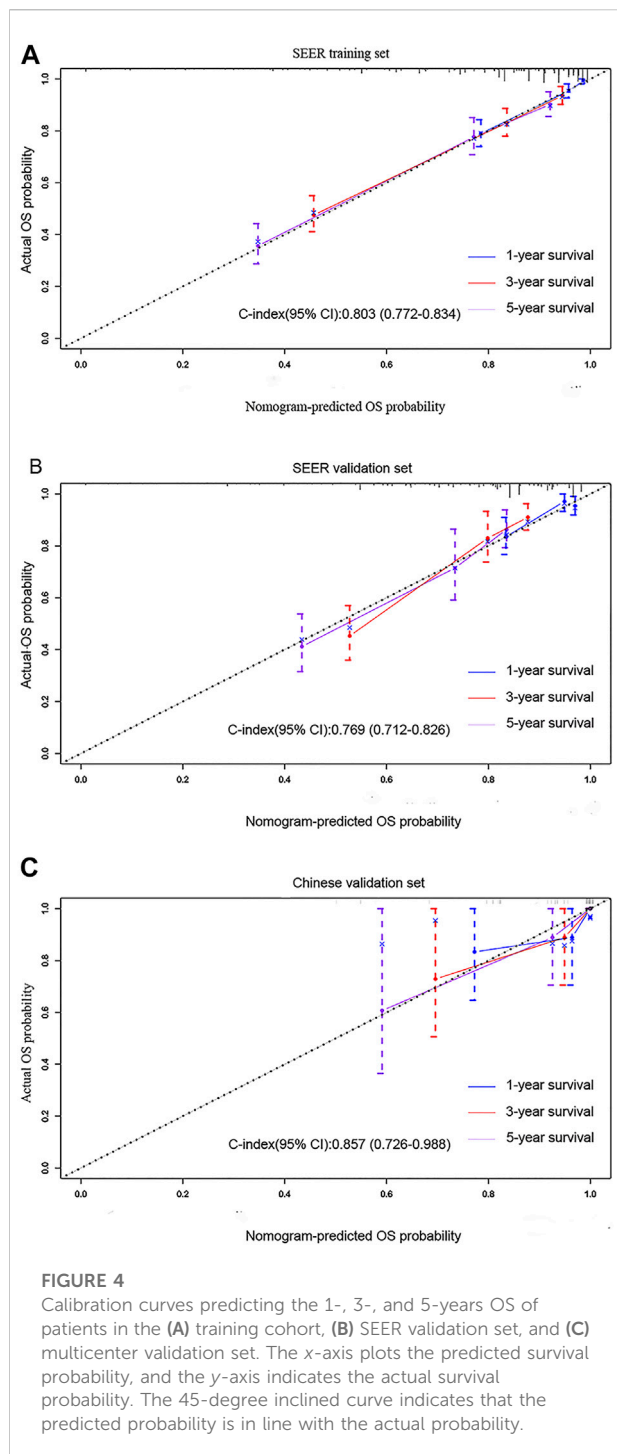 A
SEER training set
Actual OS probability
1.0
0.8
0.6
0.4
0.2
0.0
1-year survival
3-year survival
5-year survival
C-index(95% CI):0.803 (0.772-0.834)
0.0 0.2 0.4 0.6 0.8 1.0
Nomogram-predicted OS probability
B
SEER validation set
Actual-OS probability
1.0
0.8
0.6
0.4
0.2
0.0
1-year survival
3-year survival
5-year survival
C-index(95% CI):0.769 (0.712-0.826)
0.0 0.2 0.4 0.6 0.8 1.0
Nomogram-predicted OS probability
C
Chinese validation set
Actual OS probability
1.0
0.8
0.6
0.4
0.2
0.0
1-year survival
3-year survival
5-year survival
C-index(95% CI):0.857 (0.726-0.988)
0.0 0.2 0.4 0.6 0.8 1.0
Nomogram-predicted OS probability
FIGURE 4
Calibration curves predicting the 1-, 3-, and 5-years OS of
patients in the (A) training cohort, (B) SEER validation set, and (C)
multicenter validation set. The x-axis plots the predicted survival
probability, and the y-axis indicates the actual survival
probability. The 45-degree inclined curve indicates that the
predicted probability is in line with the actual probability.